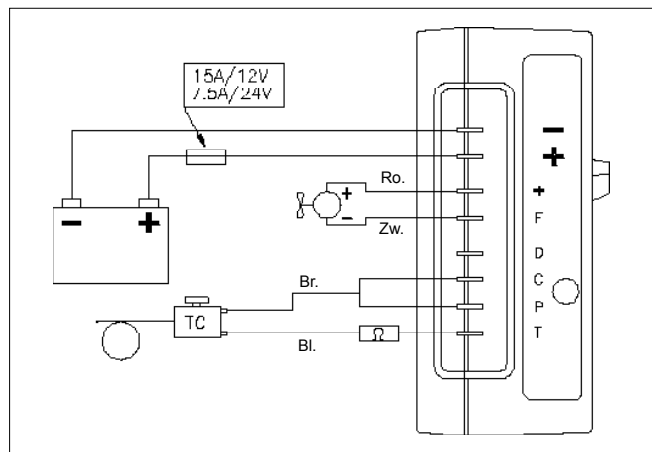 15A/12V
7.5A/24V
− +
Ro.
+
−
Zw.
Br.
TC
Bl.
Ω
−
+
+
F
D
C
P
T